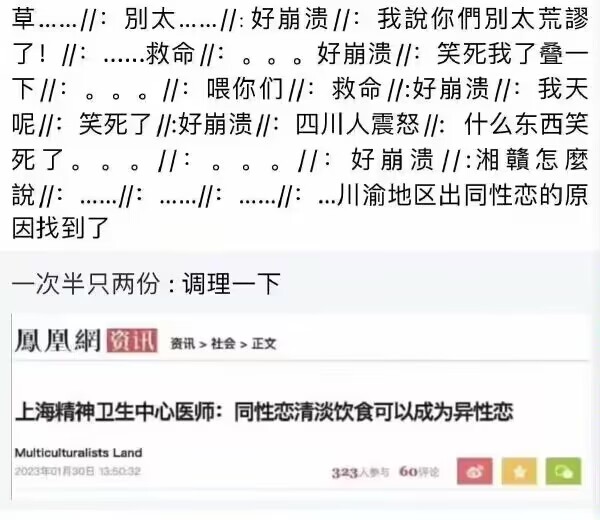 草……//：別太……//:好崩溃//：我說你們別太荒謬
了！//：......救命//：。。。好崩溃//：笑死我了叠一
下//：。。。//：喂你们//：救命//:好崩溃//：我天
呢//：笑死了//:好崩溃//：四川人震怒//：什么东西笑
死了。。。//：。。。//：好崩溃//:湘贛怎麼
說//：……//：……//：……//：...川渝地区出同性恋的原
因找到了
一次半只两份：调理一下
鳳凰網 资讯 资讯 > 社会 > 正文
上海精神卫生中心医师：同性恋清淡饮食可以成为异性恋
Multiculturalists Land
2023年01月30日 13:50:32 323人参与 60评论